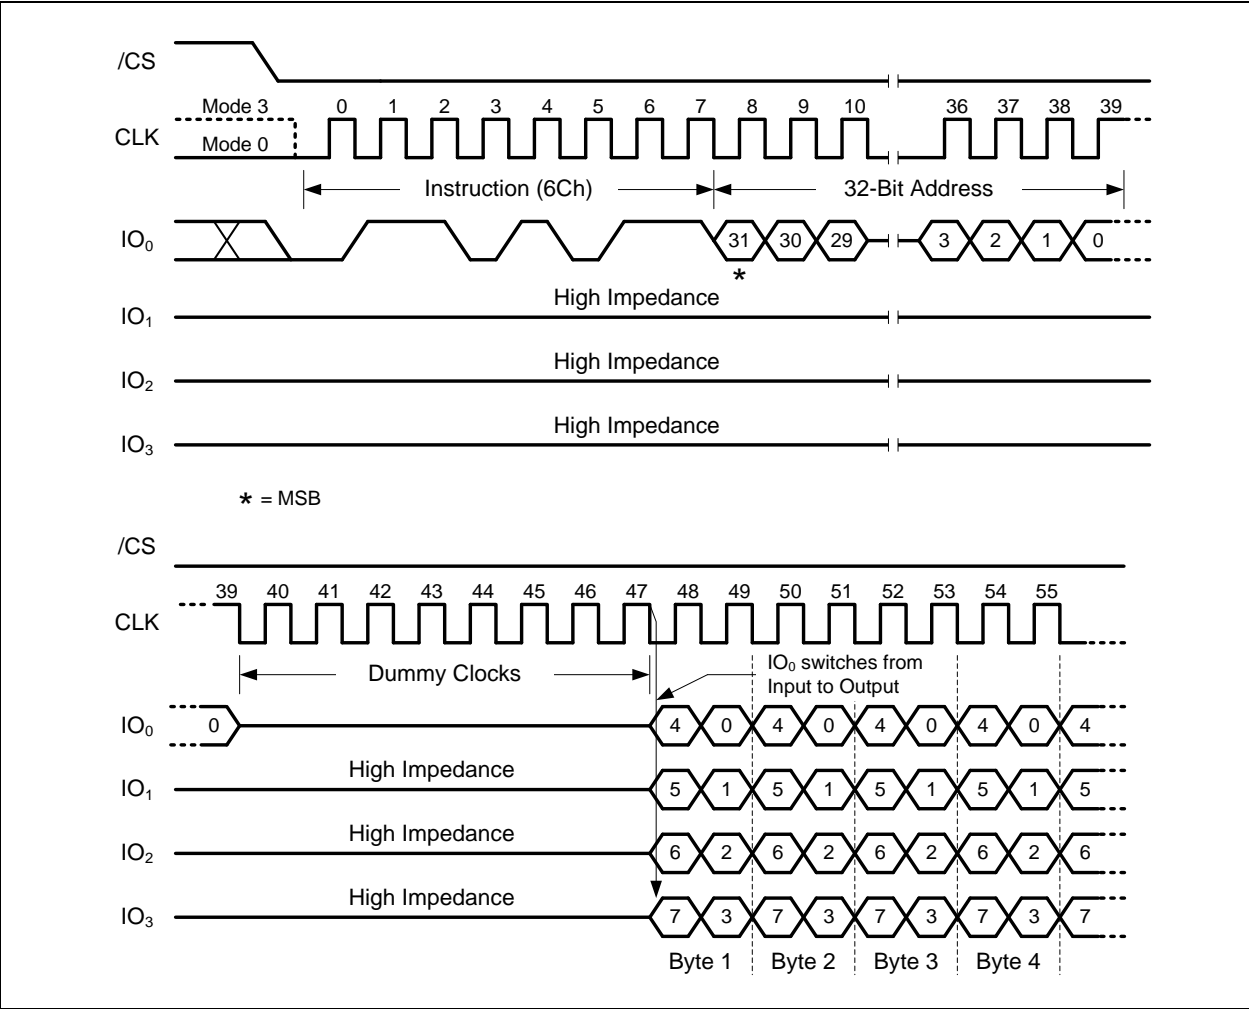 /CS
Mode 3 0 1 2 3 4 5 6 7 8 9 10 36 37 38 39
CLK
Mode 0
Instruction (6Ch) 32-Bit Address
IO0 31 30 29 3 2 1 0
*
High Impedance
IO1
High Impedance
IO2
High Impedance
IO3
* = MSB
/CS
39 40 41 42 43 44 45 46 47 48 49 50 51 52 53 54 55
CLK
Dummy Clocks
IO0 switches from
Input to Output
IO0 0 4 0 4 0 4 0 4 0 4
High Impedance
IO1 5 1 5 1 5 1 5 1 5
High Impedance
IO2 6 2 6 2 6 2 6 2 6
High Impedance
IO3 7 3 7 3 7 3 7 3 7
Byte 1 Byte 2 Byte 3 Byte 4